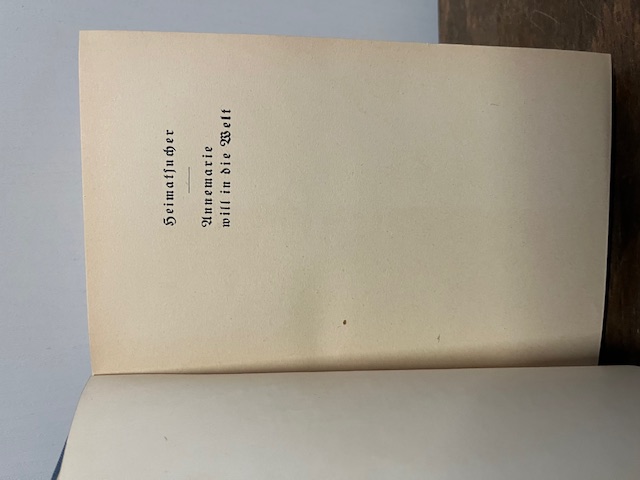 Heimatsucher
Annemarie
will in die Welt